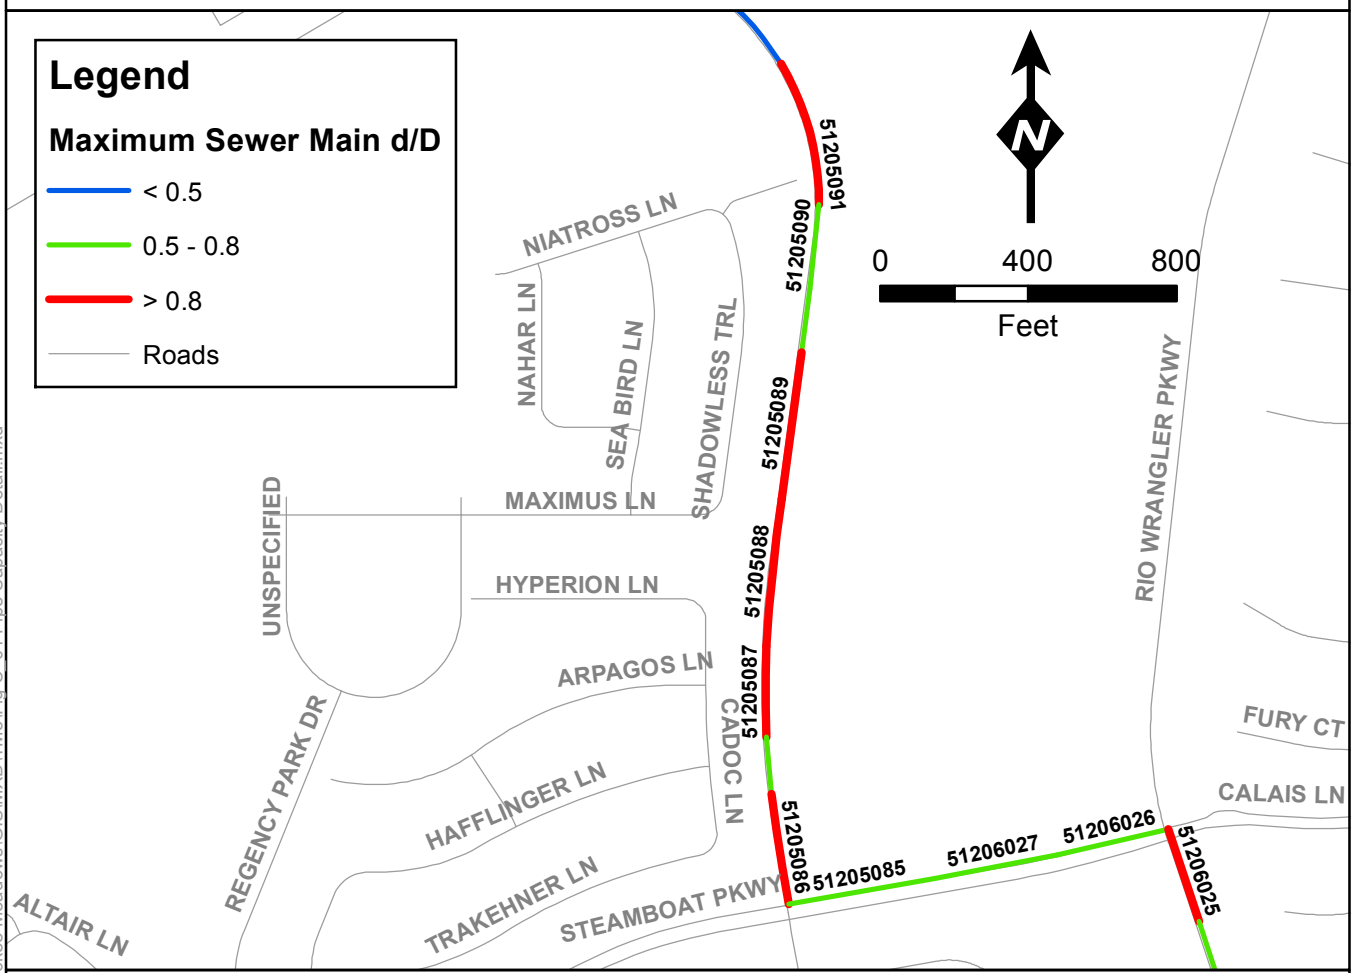 Legend
Maximum Sewer Main d/D
< 0.5
0.5 - 0.8
> 0.8
Roads
N
0 400 800
Feet
51205091
51205090
51205089
51205088
51205087
51205086
51205085
51206027
51206026
51206025
NIATROSS LN
NAHAR LN
SEA BIRD LN
SHADOWLESS TRL
MAXIMUS LN
UNSPECIFIED
HYPERION LN
ARPAGOS LN
CADOC LN
REGENCY PARK DR
HAFFLINGER LN
TRAKEHNER LN
STEAMBOAT PKWY
ALTAIR LN
RIO WRANGLER PKWY
FURY CT
CALAIS LN